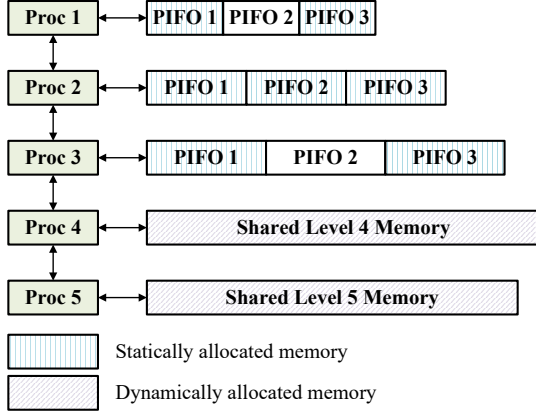 Proc 1 PIFO 1 PIFO 2 PIFO 3
Proc 2 PIFO 1 PIFO 2 PIFO 3
Proc 3 PIFO 1 PIFO 2 PIFO 3
Proc 4 Shared Level 4 Memory
Proc 5 Shared Level 5 Memory
Statically allocated memory
Dynamically allocated memory